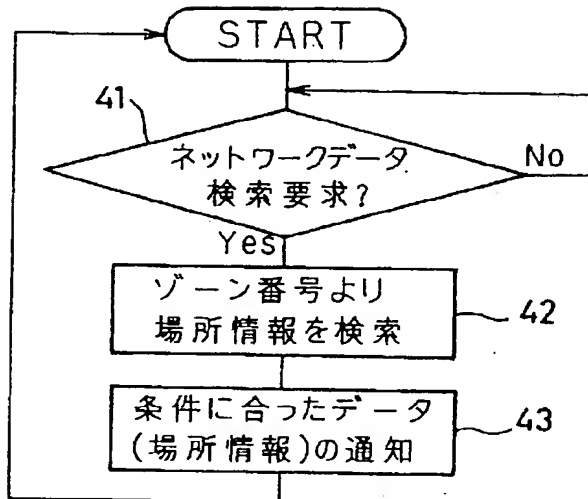 START
41
ネットワークデータ
検索要求?
No
Yes
ゾーン番号より
場所情報を検索
42
条件に合ったデータ
(場所情報)の通知
43